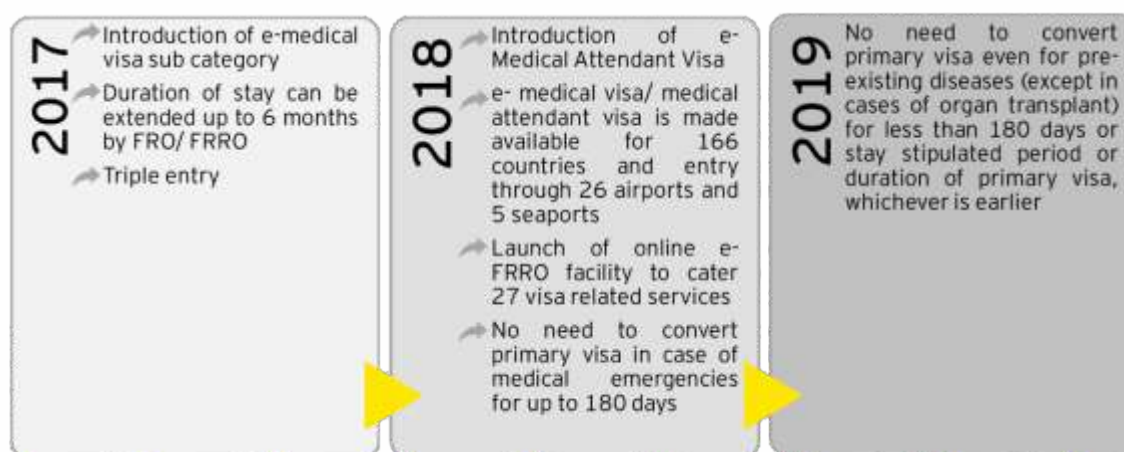 2017
Introduction of e-medical
visa sub category
Duration of stay can be
extended up to 6 months
by FRO/ FRRO
Triple entry
2018
Introduction of e-
Medical Attendant Visa
e- medical visa/ medical
attendant visa is made
available for 166
countries and entry
through 26 airports and
5 seaports
Launch of online e-
FRRO facility to cater
27 visa related services
No need to convert
primary visa in case of
medical emergencies
for up to 180 days
2019
No need to convert
primary visa even for pre-
existing diseases (except in
cases of organ transplant)
for less than 180 days or
stay stipulated period or
duration of primary visa,
whichever is earlier